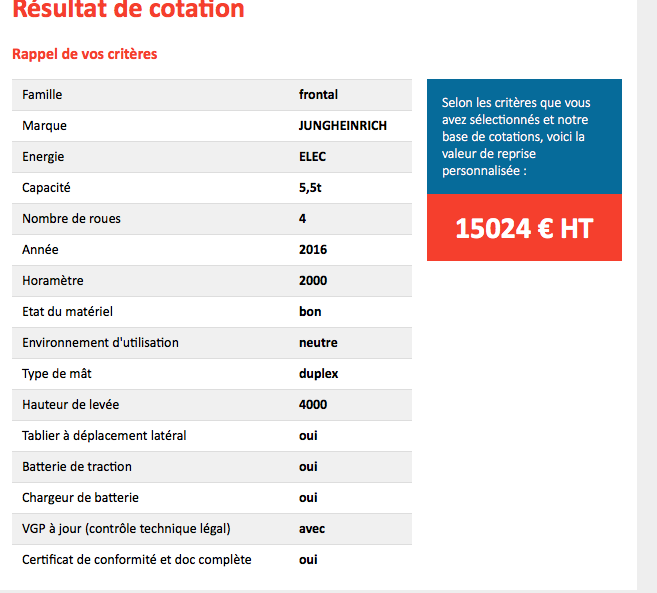 Résultat de cotation
Rappel de vos critères
Famille frontal
Marque JUNGHEINRICH
Energie ELEC
Capacité 5,5t
Nombre de roues 4
Année 2016
Horamètre 2000
Etat du matériel bon
Environnement d'utilisation neutre
Type de mât duplex
Hauteur de levée 4000
Tablier à déplacement latéral oui
Batterie de traction oui
Chargeur de batterie oui
VGP à jour (contrôle technique légal) avec
Certificat de conformité et doc complète oui
Selon les critères que vous
avez sélectionnés et notre
base de cotations, voici la
valeur de reprise
personnalisée :
15024 € HT